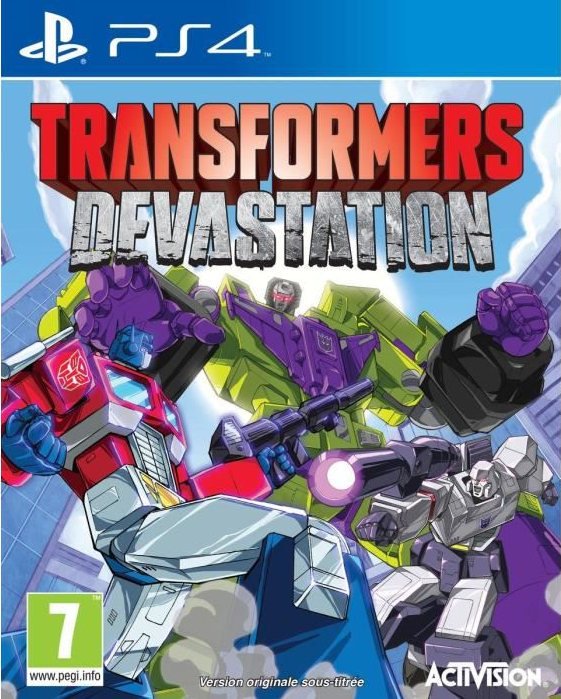 PS4
TRANSFORMERS
DEVASTATION
7
www.pegi.info
Version originale sous-titrée
ACTIVISION